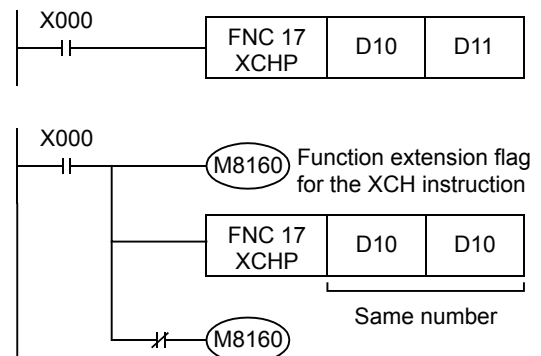 X000
FNC 17
XCHP
D10
D11
X000
M8160
Function extension flag
for the XCH instruction
FNC 17
XCHP
D10
D10
Same number
M8160